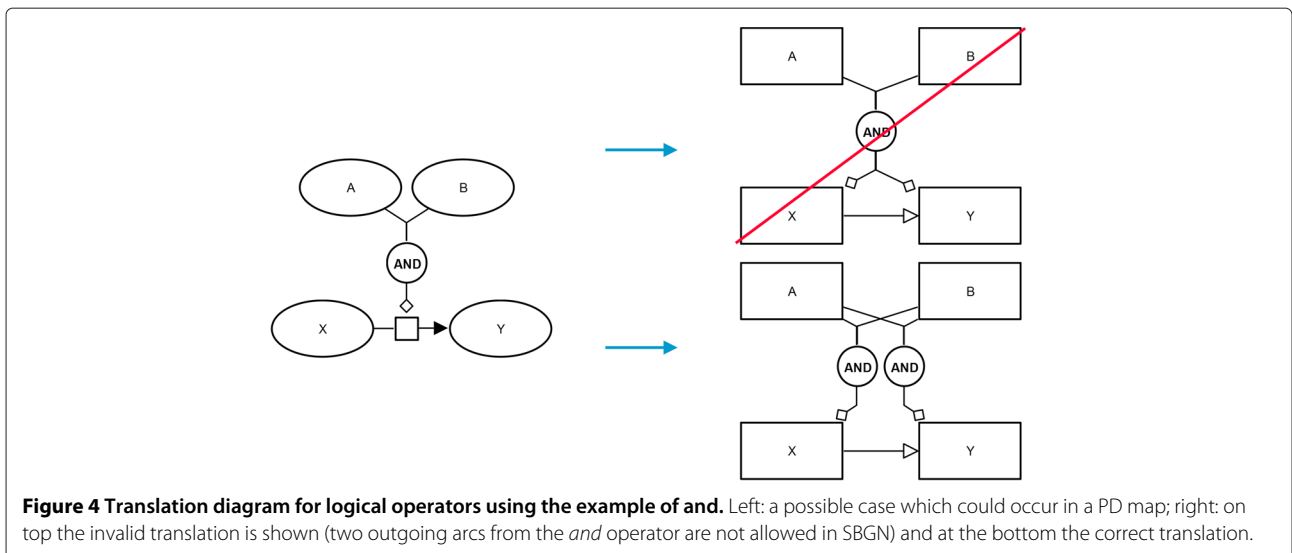 A
B
AND
X
Y
A
B
AND
X
Y
A
B
AND
AND
X
Y
Figure 4 Translation diagram for logical operators using the example of and. Left: a possible case which could occur in a PD map; right: on
top the invalid translation is shown (two outgoing arcs from the and operator are not allowed in SBGN) and at the bottom the correct translation.